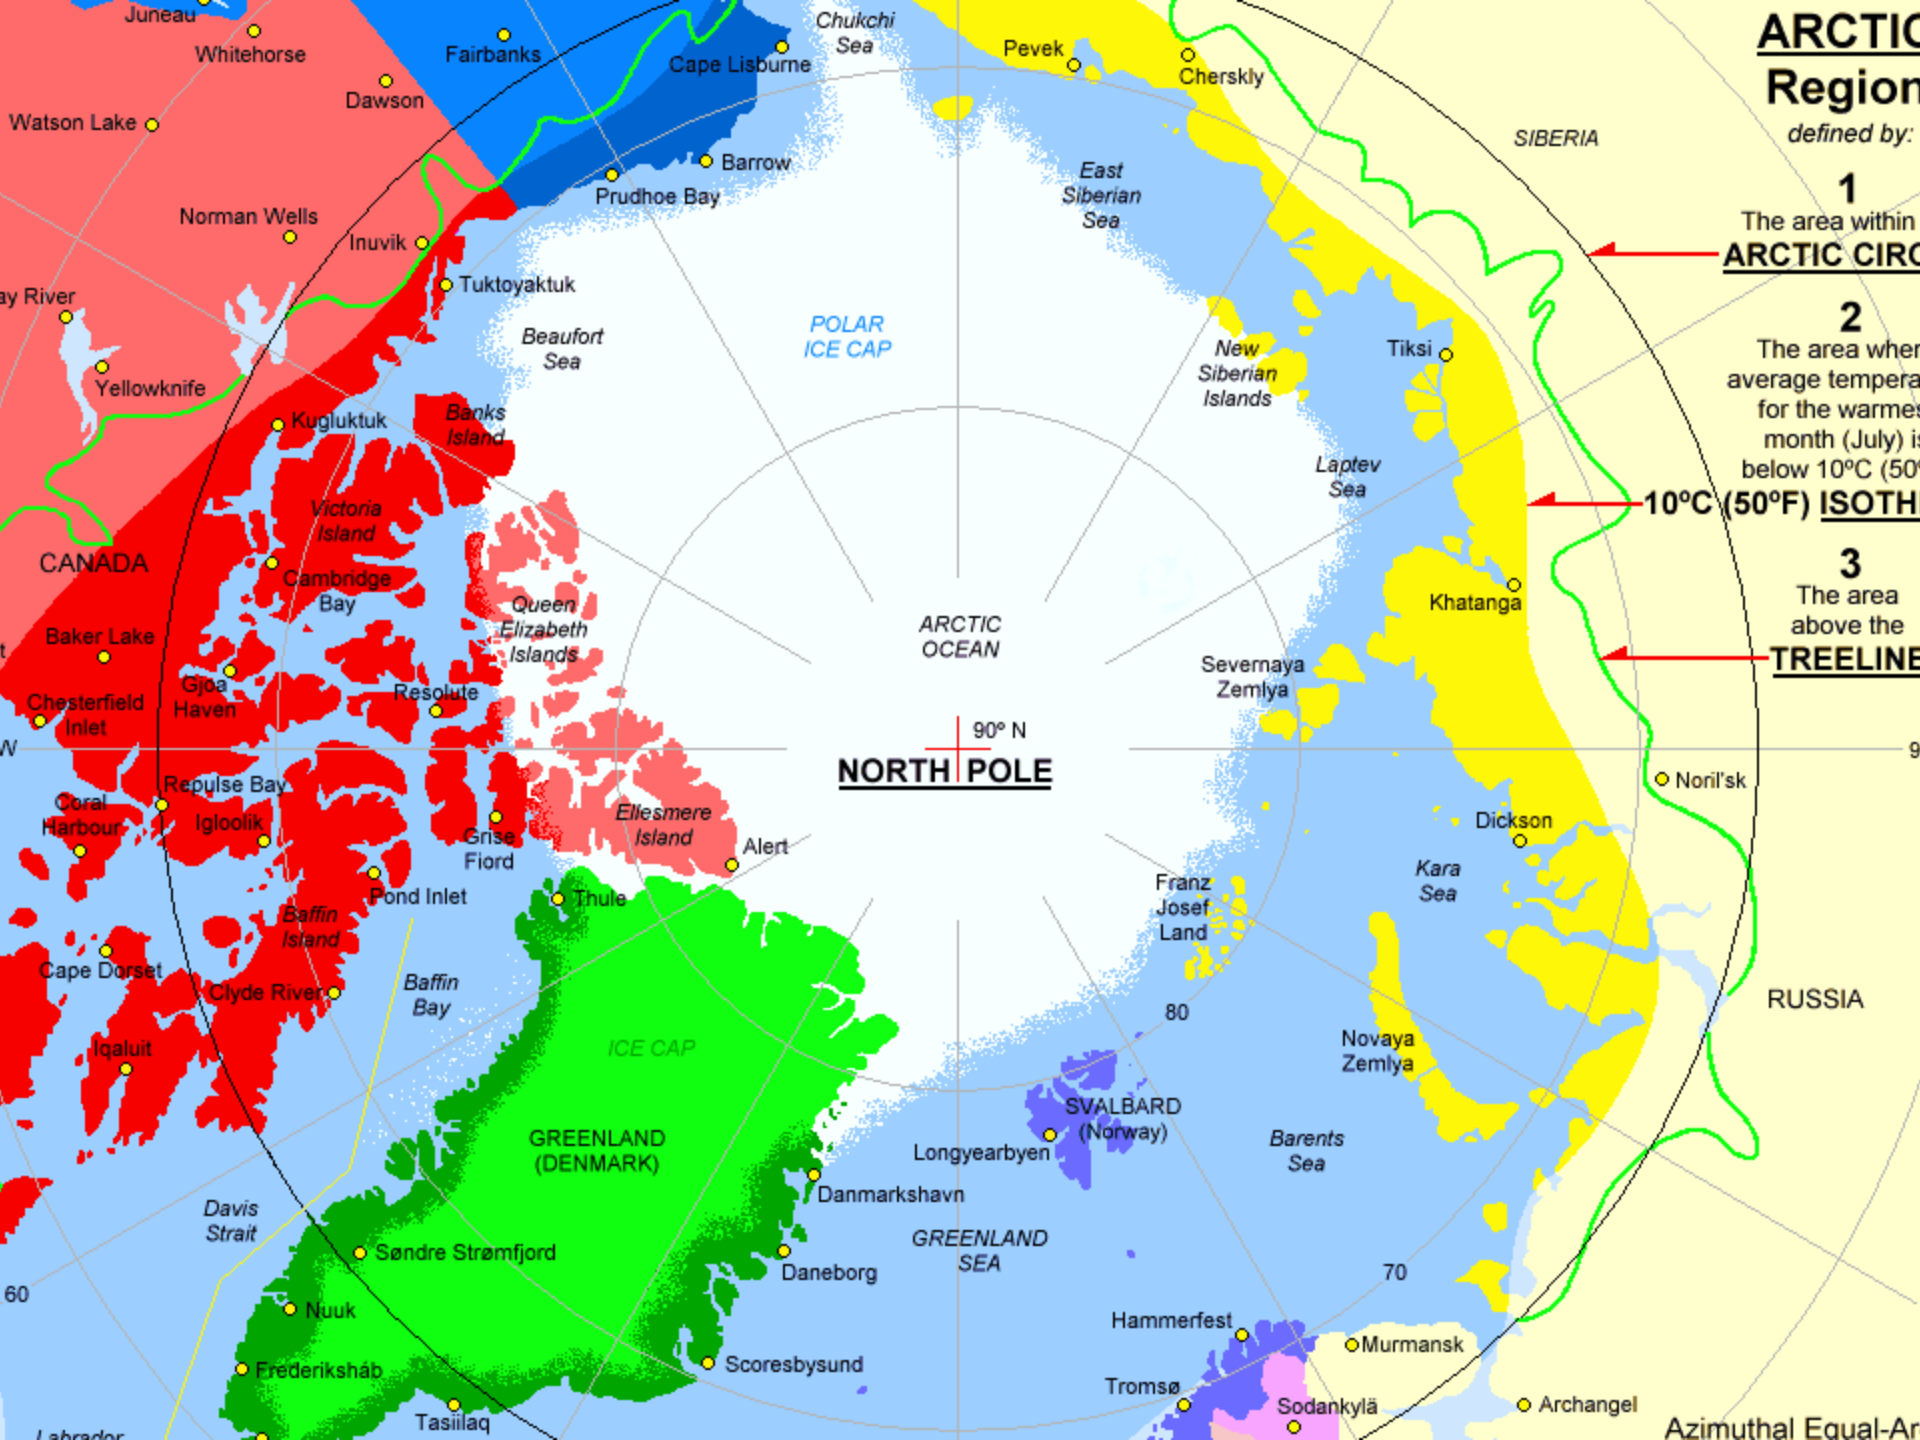 Juneau
Whitehorse
Fairbanks
Cape Lisburne
Chukchi
Sea
Pevek
Cherskly
ARCTIC
Region
defined by:
Dawson
Watson Lake
SIBERIA
Barrow
Prudhoe Bay
East
Siberian
Sea
1
The area within
ARCTIC CIRC
Norman Wells
Inuvik
Tuktoyaktuk
ay River
Yellowknife
Beaufort
Sea
POLAR
ICE CAP
New
Siberian
Islands
Tiksi
2
The area wher
average tempera
for the warmes
month (July) is
below 10ºC (50º
10ºC (50ºF) ISOTH
Kugluktuk
Banks
Island
Laptev
Sea
Victoria
Island
CANADA
Cambridge
Bay
Queen
Elizabeth
Islands
ARCTIC
OCEAN
Khatanga
3
The area
above the
TREELINE
Baker Lake
t
Chesterfield
Inlet
Gjoa
Haven
Resolute
Severnaya
Zemlya
W
90º N
NORTH POLE
9
Repulse Bay
Noril'sk
Coral
Harbour
Igloolik
Grise
Fiord
Ellesmere
Island
Alert
Dickson
Kara
Sea
Pond Inlet
Thule
Franz
Josef
Land
Baffin
Island
Cape Dorset
Clyde River
Baffin
Bay
80
RUSSIA
Iqaluit
ICE CAP
Novaya
Zemlya
GREENLAND
(DENMARK)
SVALBARD
(Norway)
Longyearbyen
Barents
Sea
Danmarkshavn
Davis
Strait
GREENLAND
SEA
Søndre Strømfjord
Daneborg
70
60
Nuuk
Hammerfest
Murmansk
Frederikshåb
Scoresbysund
Tromsø
Sodankylä
Archangel
Tasiilaq
Labrador
Azimuthal Equal-Ar